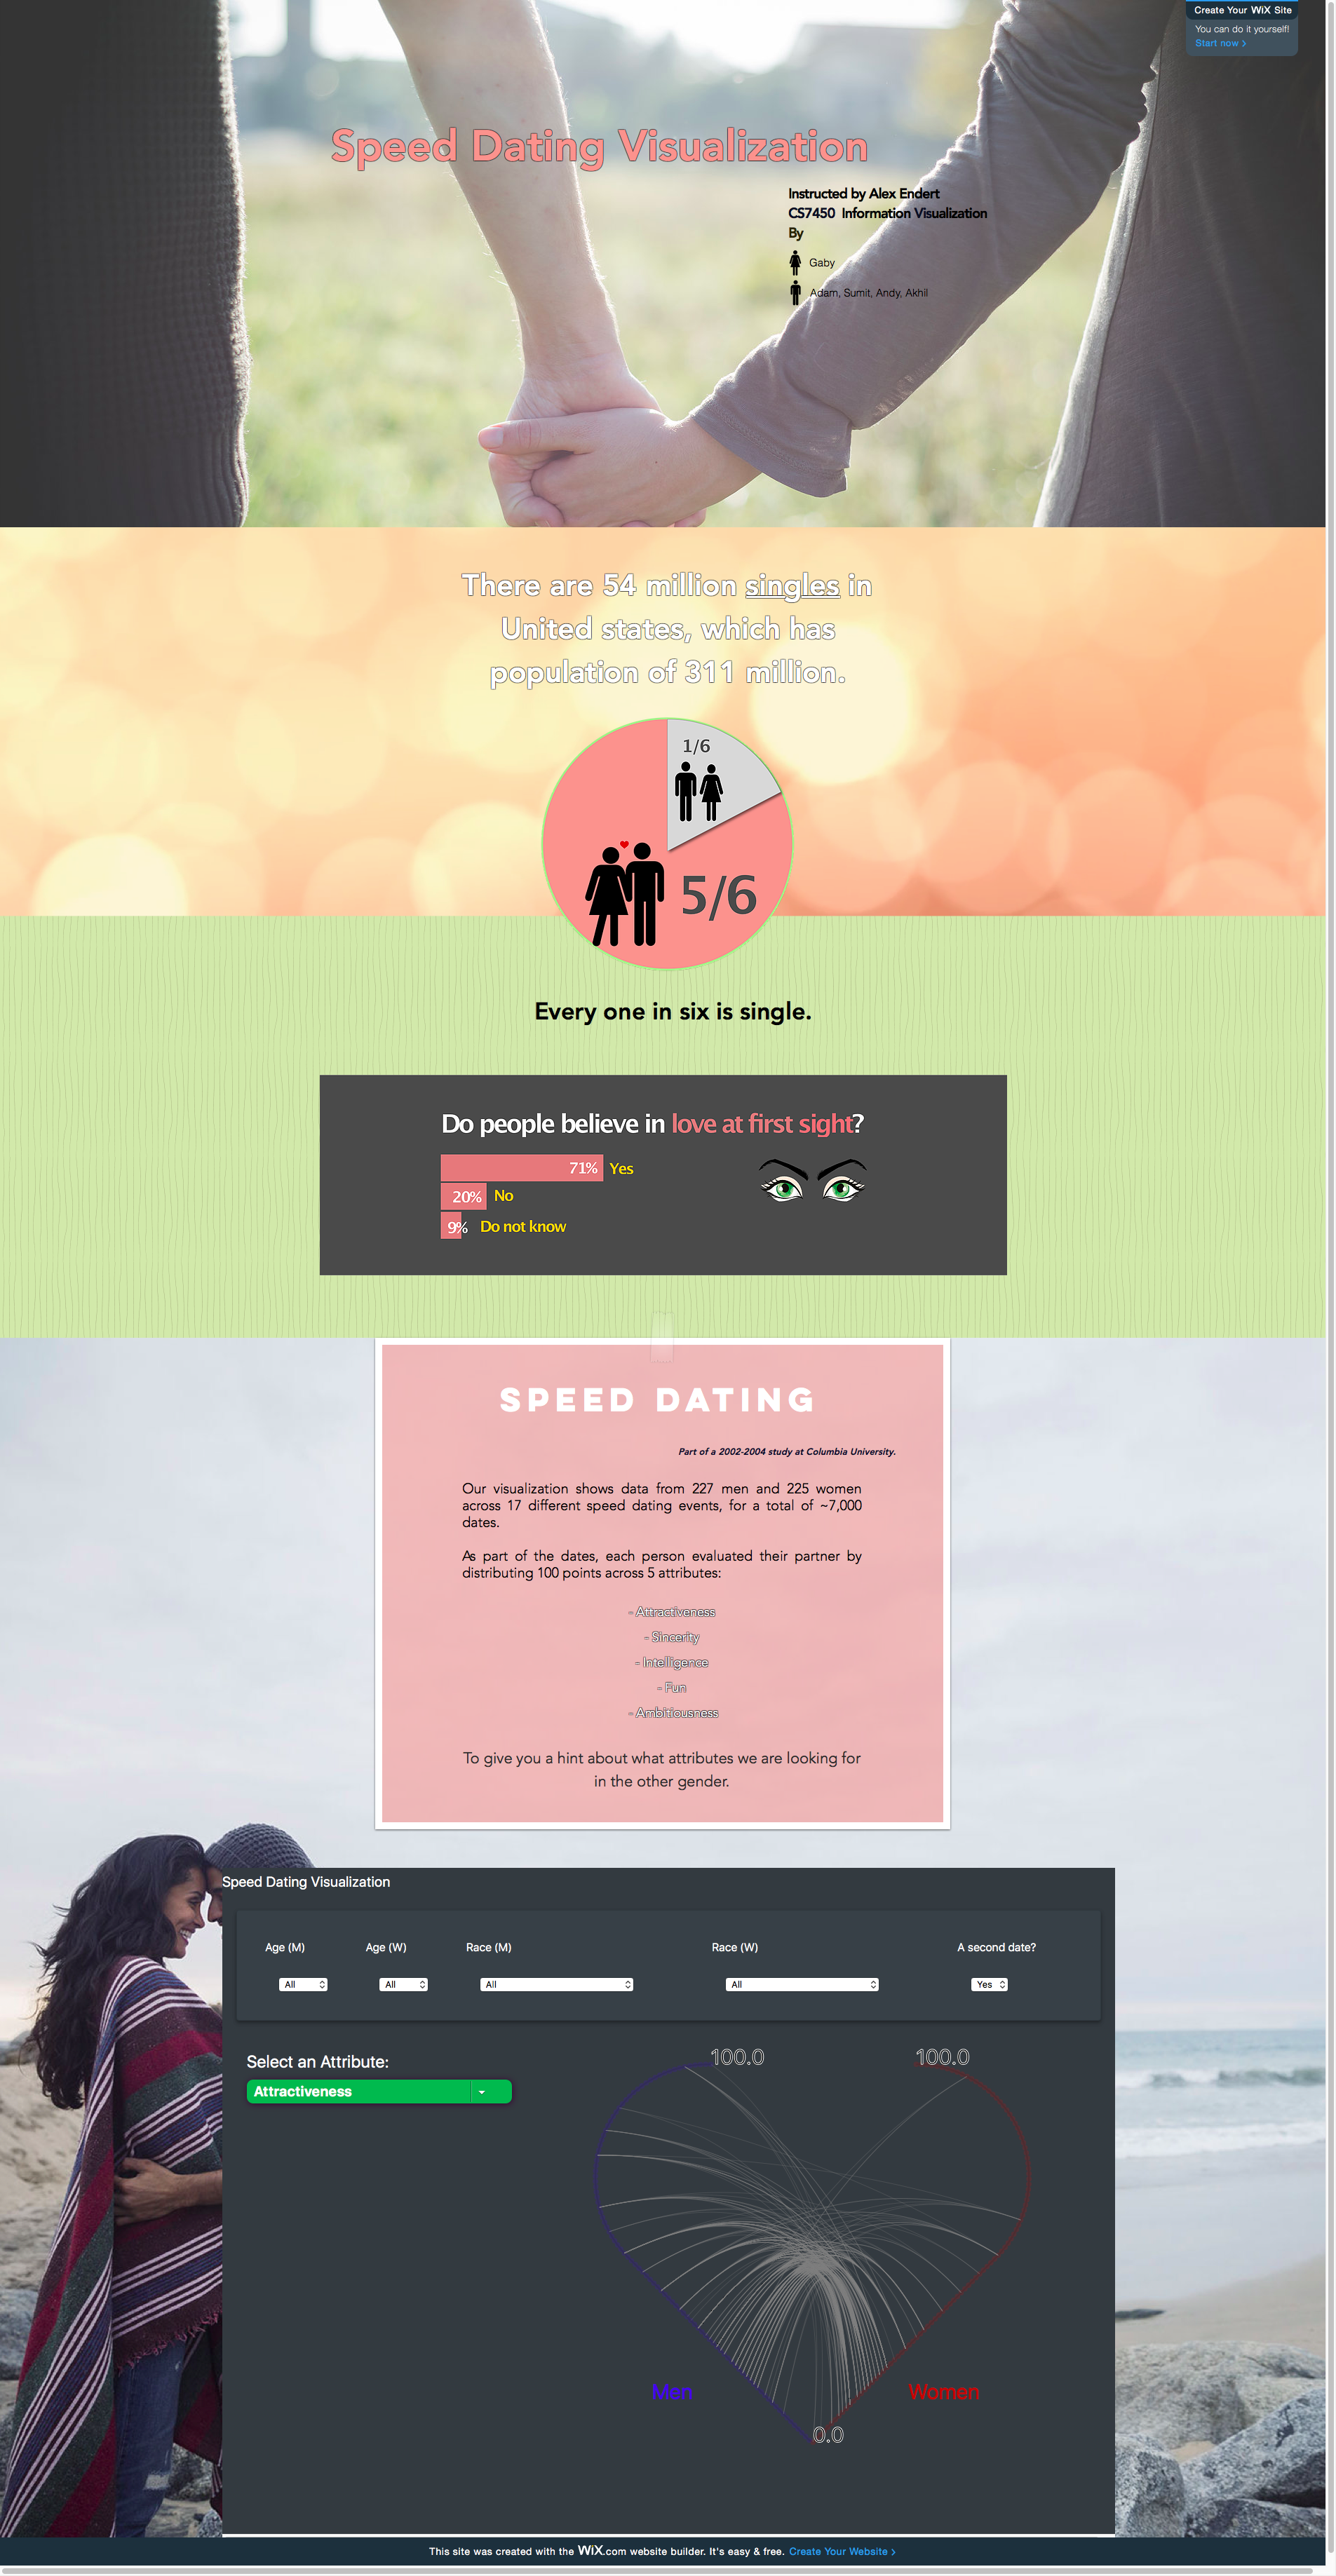 Create Your WiX Site
You can do it yourself!
Start now >
Speed Dating Visualization
Instructed by Alex Endert
CS7450 Information Visualization
By
Gaby
Adam, Sumit, Andy, Akhil
There are 54 million singles in
United states, which has
population of 311 million.
1/6
5/6
Every one in six is single.
Do people believe in love at first sight?
71% Yes
20% No
9% Do not know
SPEED DATING
Part of a 2002-2004 study at Columbia University.
Our visualization shows data from 227 men and 225 women
across 17 different speed dating events, for a total of ~7,000
dates.
As part of the dates, each person evaluated their partner by
distributing 100 points across 5 attributes:
- Attractiveness
- Sincerity
- Intelligence
- Fun
- Ambitiousness
To give you a hint about what attributes we are looking for
in the other gender.
Speed Dating Visualization
Age (M) Age (W) Race (M) Race (W) A second date?
All All All All Yes
Select an Attribute:
Attractiveness
100.0 100.0
Men Women
0.0
This site was created with the WiX.com website builder. It's easy & free. Create Your Website >